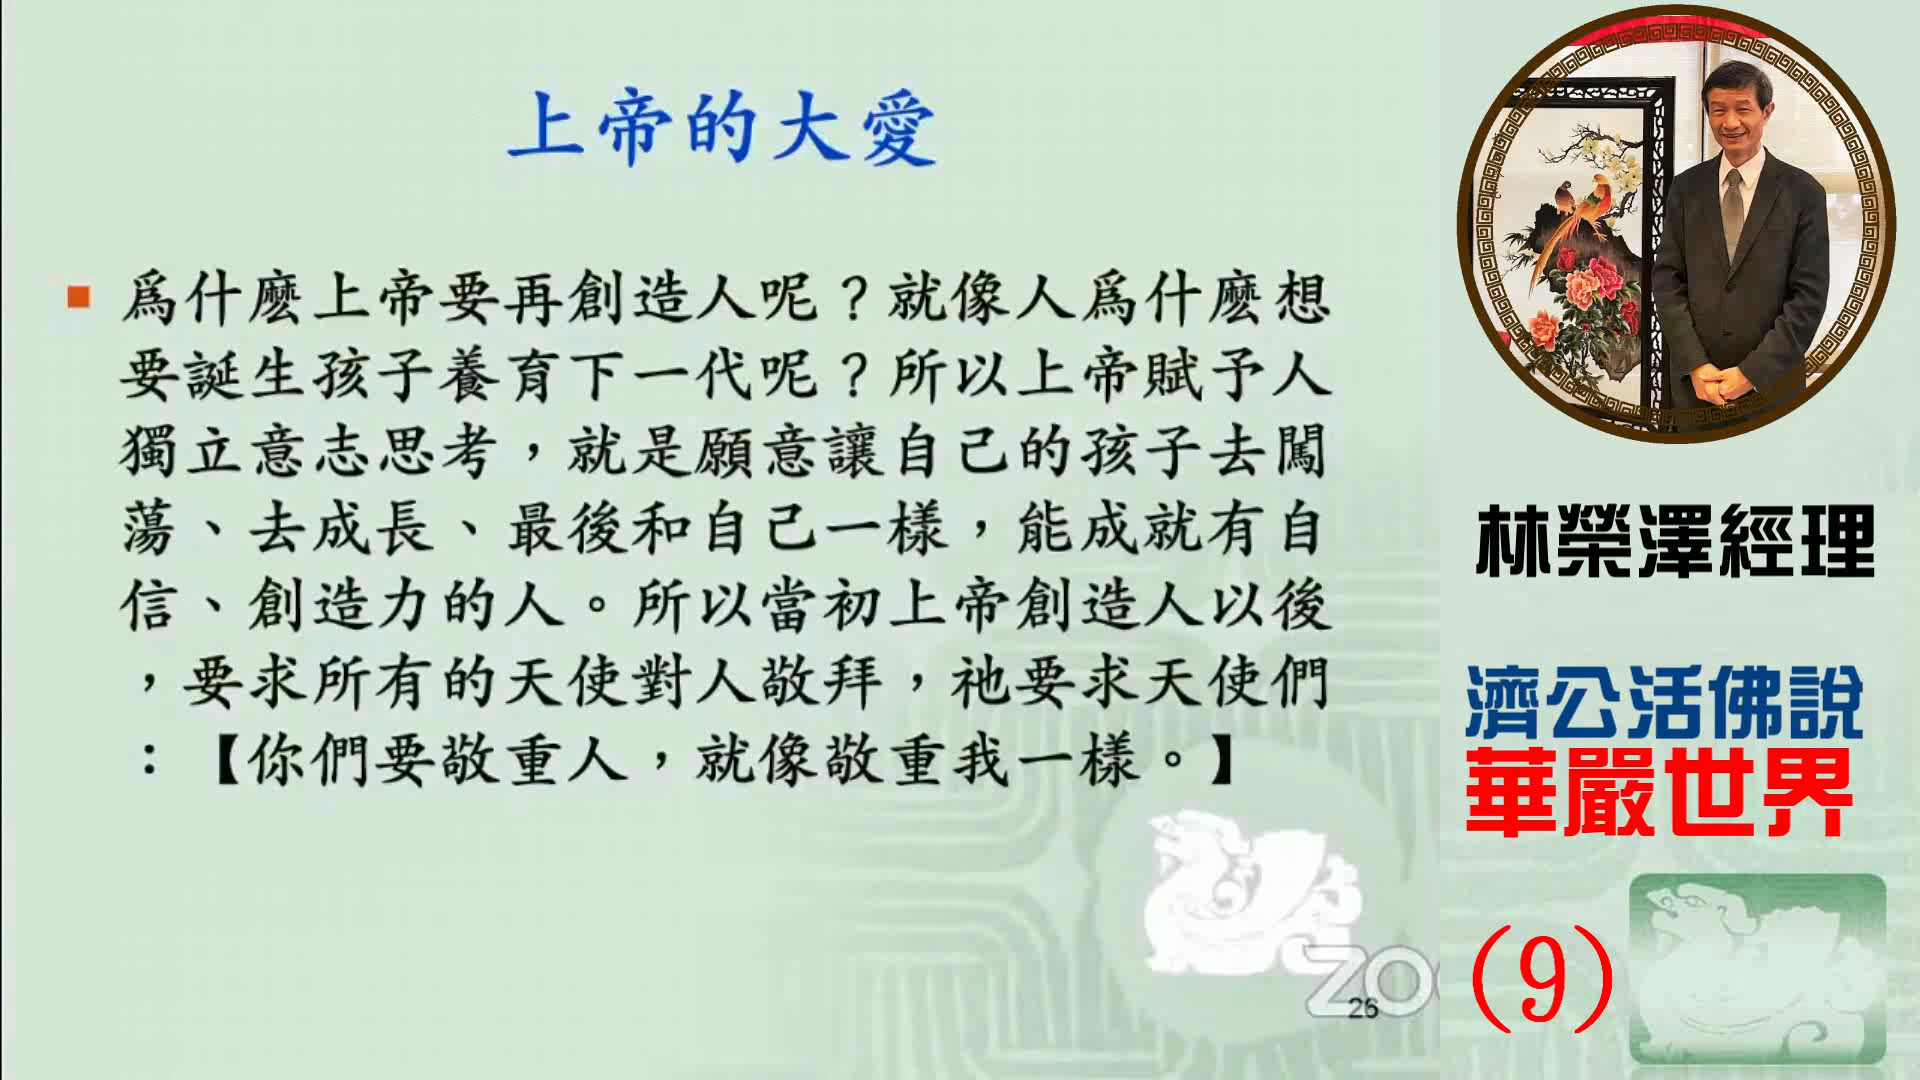 上帝的大愛
爲什麽上帝要再創造人呢？就像人爲什麽想
要誕生孩子養育下一代呢？所以上帝賦予人
獨立意志思考，就是願意讓自己的孩子去闖
蕩、去成長、最後和自己一樣，能成就有自
信、創造力的人。所以當初上帝創造人以後
，要求所有的天使對人敬拜，祂要求天使們
：【你們要敬重人，就像敬重我一樣。】
ZO
26
林榮澤經理
濟公活佛說
華嚴世界
(9)